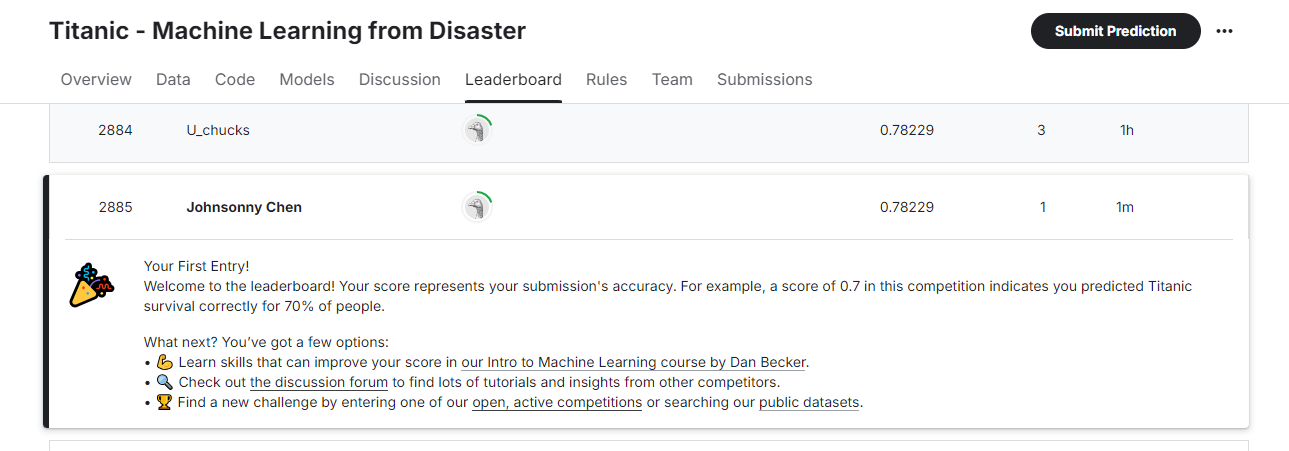 Titanic - Machine Learning from Disaster
Submit Prediction
Overview Data Code Models Discussion Leaderboard Rules Team Submissions
2884 U_chucks 0.78229 3 1h
2885 Johnsonny Chen 0.78229 1 1m
Your First Entry!
Welcome to the leaderboard! Your score represents your submission's accuracy. For example, a score of 0.7 in this competition indicates you predicted Titanic
survival correctly for 70% of people.
What next? You’ve got a few options:
• 💪 Learn skills that can improve your score in our Intro to Machine Learning course by Dan Becker.
• 🔍 Check out the discussion forum to find lots of tutorials and insights from other competitors.
• 🏆 Find a new challenge by entering one of our open, active competitions or searching our public datasets.